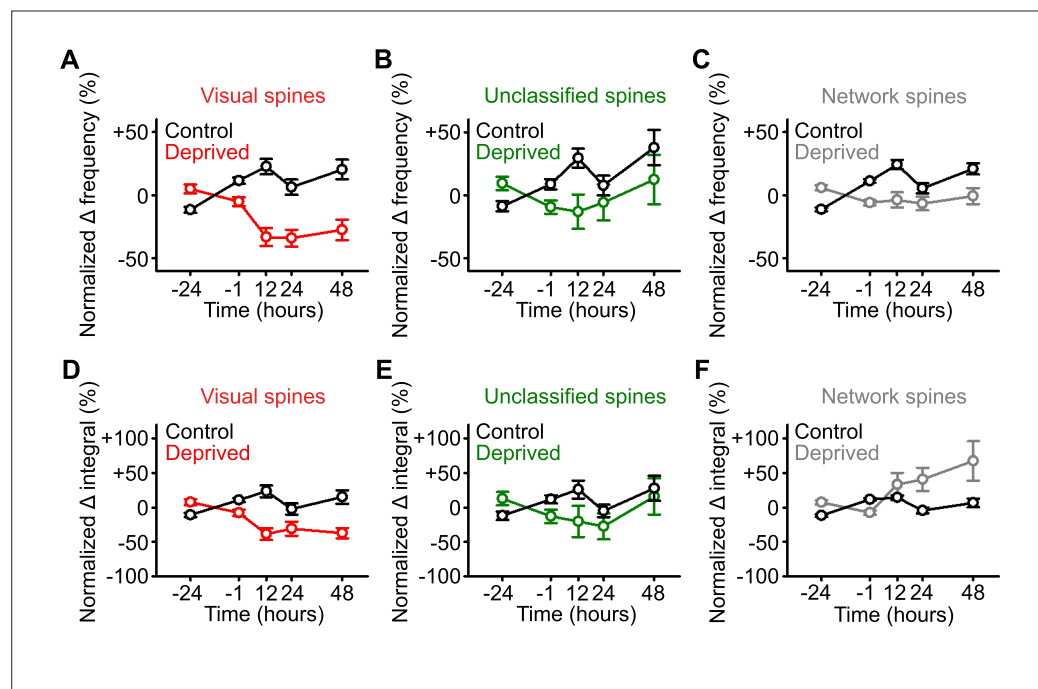 A
Visual spines
Normalized Δ frequency (%)
+50
0
-50
Control
Deprived
-24 -1 12 24 48
Time (hours)
B
Unclassified spines
Normalized Δ frequency (%)
+50
0
-50
Control
Deprived
-24 -1 12 24 48
Time (hours)
C
Network spines
Normalized Δ frequency (%)
+50
0
-50
Control
Deprived
-24 -1 12 24 48
Time (hours)
D
Visual spines
Normalized Δ integral (%)
+100
+50
0
-50
-100
Control
Deprived
-24 -1 12 24 48
Time (hours)
E
Unclassified spines
Normalized Δ integral (%)
+100
+50
0
-50
-100
Control
Deprived
-24 -1 12 24 48
Time (hours)
F
Network spines
Normalized Δ integral (%)
+100
+50
0
-50
-100
Control
Deprived
-24 -1 12 24 48
Time (hours)